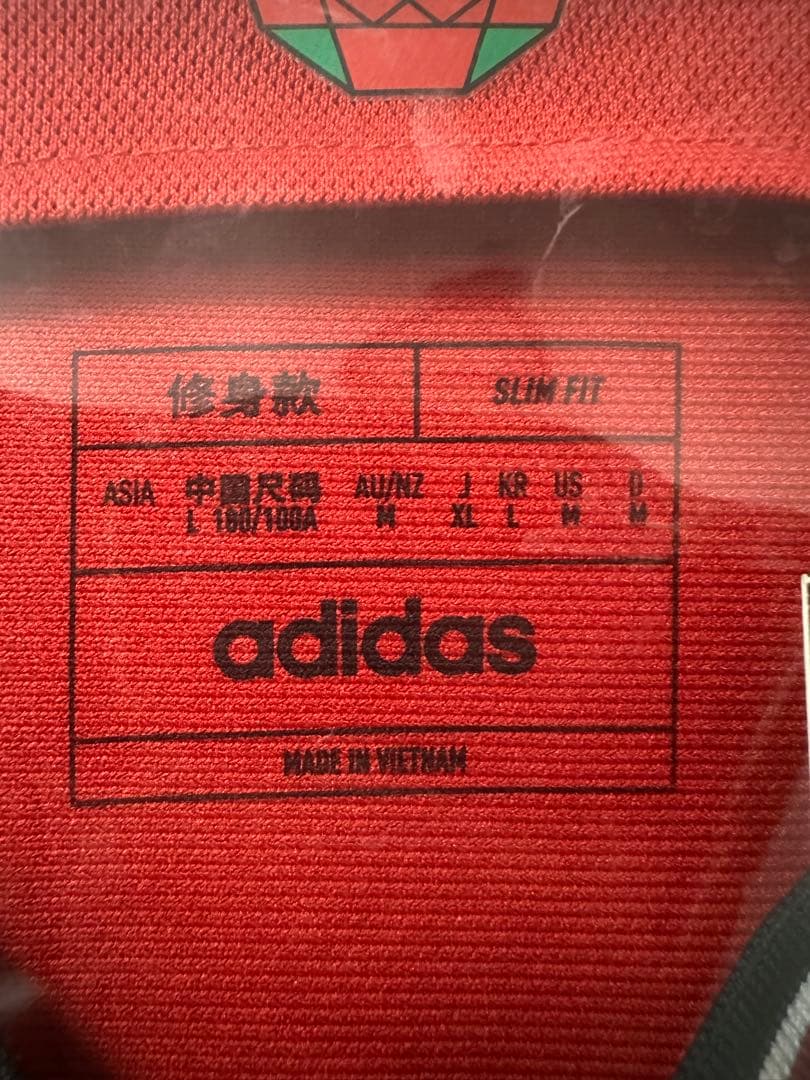 修身款 SLIM FIT
ASIA 中國尺码 AU/NZ J KR US D
L 180/100A M XL L M M
adidas
MADE IN VIETNAM